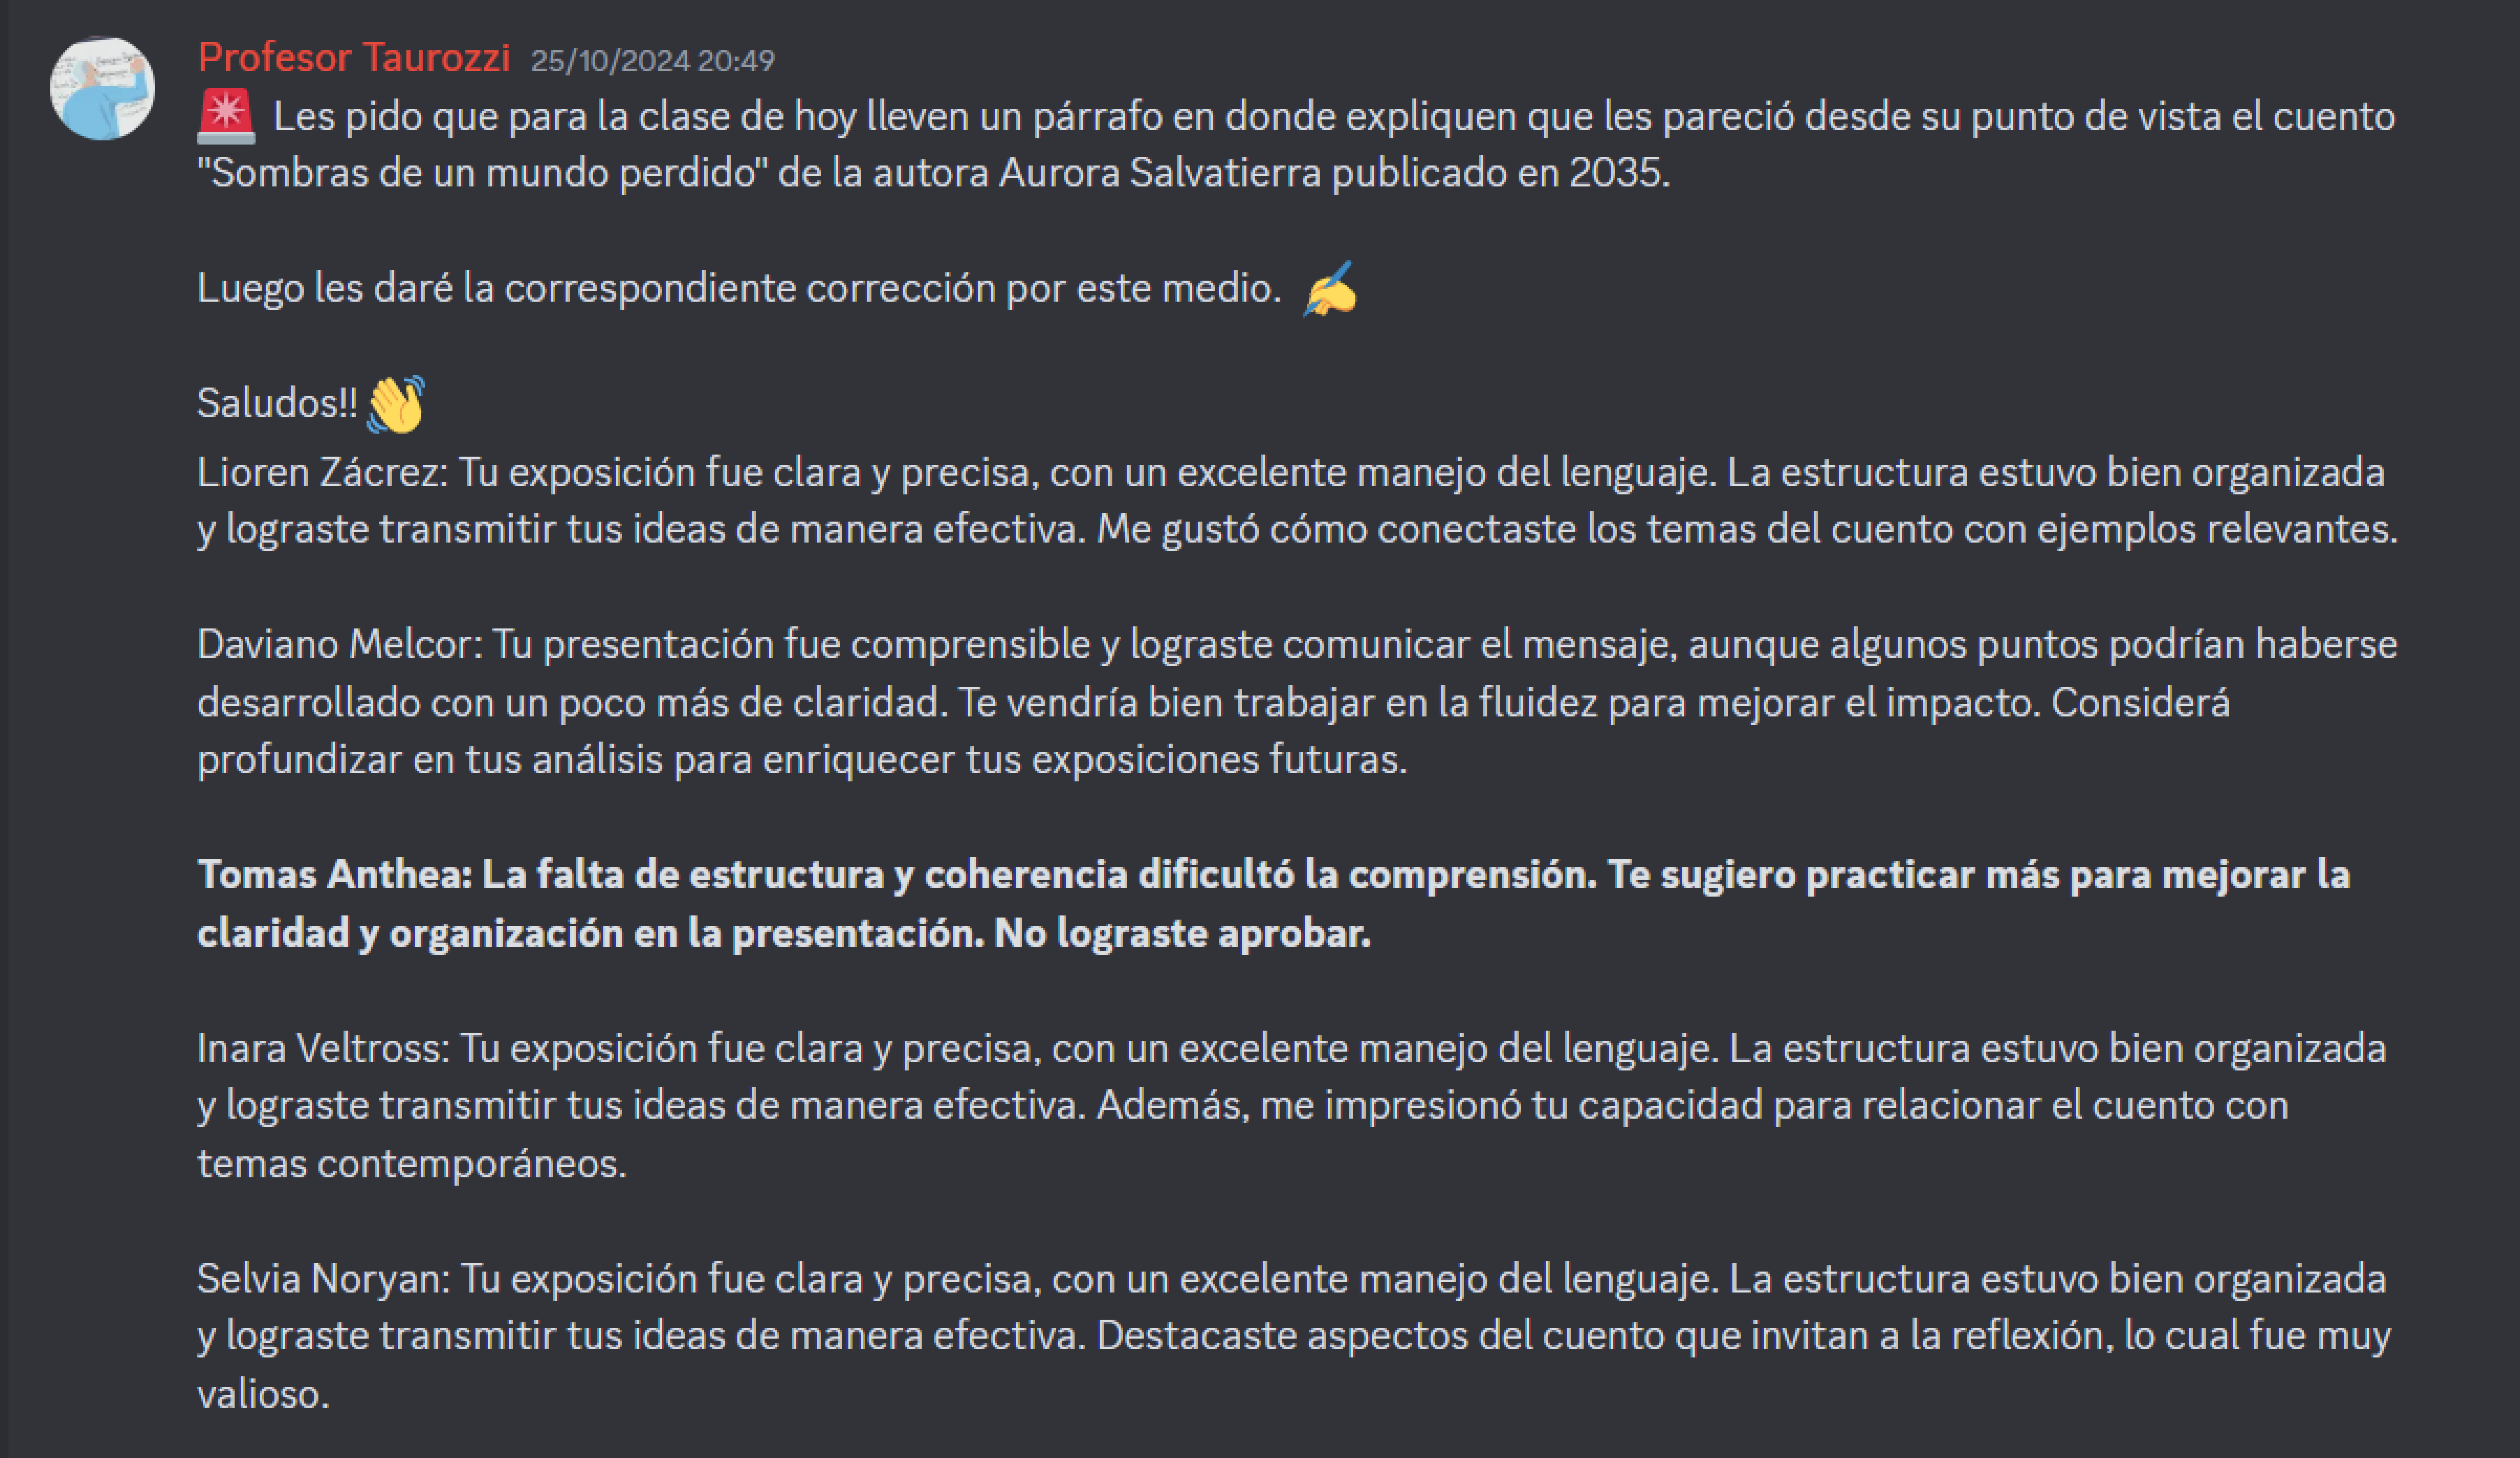 Profesor Taurozzi 25/10/2024 20:49
Les pido que para la clase de hoy lleven un párrafo en donde expliquen que les pareció desde su punto de vista el cuento
"Sombras de un mundo perdido" de la autora Aurora Salvatierra publicado en 2035.
Luego les daré la correspondiente corrección por este medio.
Saludos!!
Lioren Zácrez: Tu exposición fue clara y precisa, con un excelente manejo del lenguaje. La estructura estuvo bien organizada
y lograste transmitir tus ideas de manera efectiva. Me gustó cómo conectaste los temas del cuento con ejemplos relevantes.
Daviano Melcor: Tu presentación fue comprensible y lograste comunicar el mensaje, aunque algunos puntos podrían haberse
desarrollado con un poco más de claridad. Te vendría bien trabajar en la fluidez para mejorar el impacto. Considerá
profundizar en tus análisis para enriquecer tus exposiciones futuras.
Tomas Anthea: La falta de estructura y coherencia dificultó la comprensión. Te sugiero practicar más para mejorar la
claridad y organización en la presentación. No lograste aprobar.
Inara Veltross: Tu exposición fue clara y precisa, con un excelente manejo del lenguaje. La estructura estuvo bien organizada
y lograste transmitir tus ideas de manera efectiva. Además, me impresionó tu capacidad para relacionar el cuento con
temas contemporáneos.
Selvia Noryan: Tu exposición fue clara y precisa, con un excelente manejo del lenguaje. La estructura estuvo bien organizada
y lograste transmitir tus ideas de manera efectiva. Destacaste aspectos del cuento que invitan a la reflexión, lo cual fue muy
valioso.